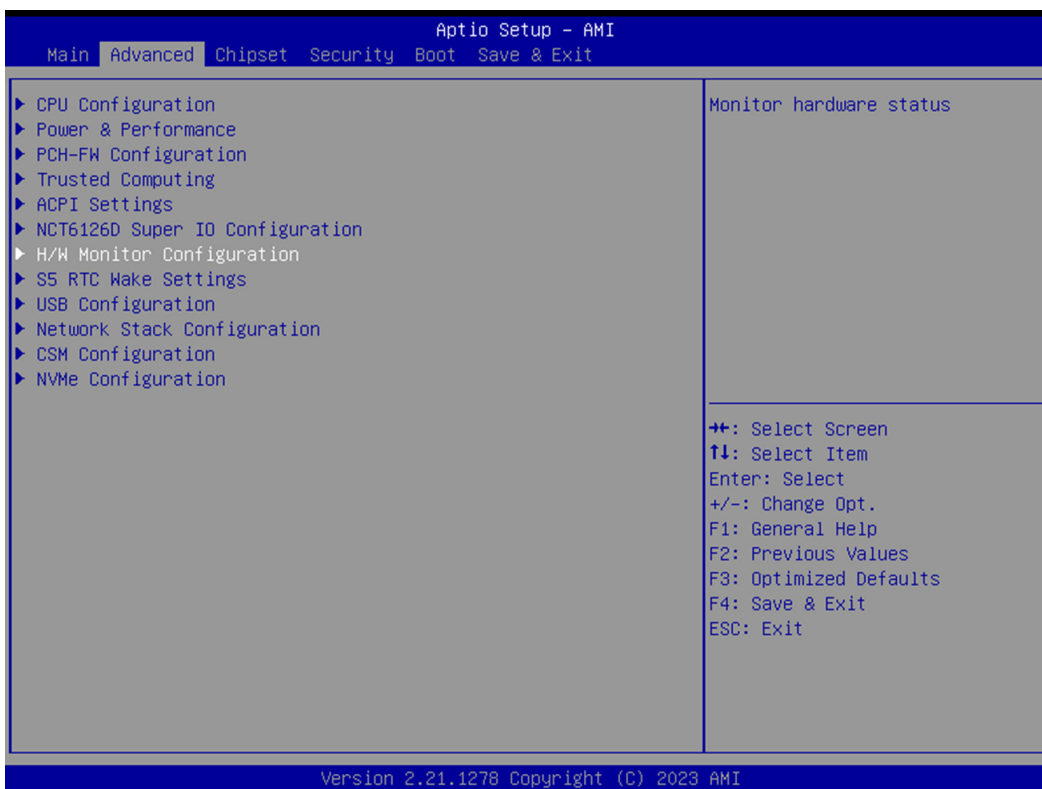 Aptio Setup – AMI
Main Advanced Chipset Security Boot Save & Exit
CPU Configuration
Power & Performance
PCH-FW Configuration
Trusted Computing
ACPI Settings
NCT6126D Super IO Configuration
H/W Monitor Configuration
S5 RTC Wake Settings
USB Configuration
Network Stack Configuration
CSM Configuration
NVMe Configuration
Monitor hardware status
→←: Select Screen
↑↓: Select Item
Enter: Select
+/-: Change Opt.
F1: General Help
F2: Previous Values
F3: Optimized Defaults
F4: Save & Exit
ESC: Exit
Version 2.21.1278 Copyright (C) 2023 AMI